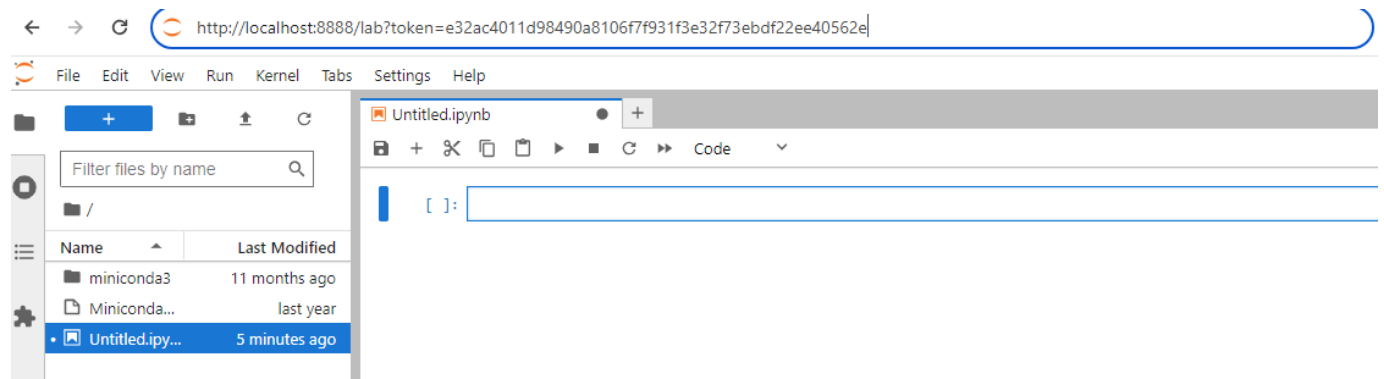 http://localhost:8888/lab?token=e32ac4011d98490a8106f7f931f3e32f73ebdf22ee40562e
File Edit View Run Kernel Tabs Settings Help
Untitled.ipynb
Code
Filter files by name
/
Name Last Modified
miniconda3 11 months ago
Miniconda... last year
Untitled.ipy... 5 minutes ago
[ ]: